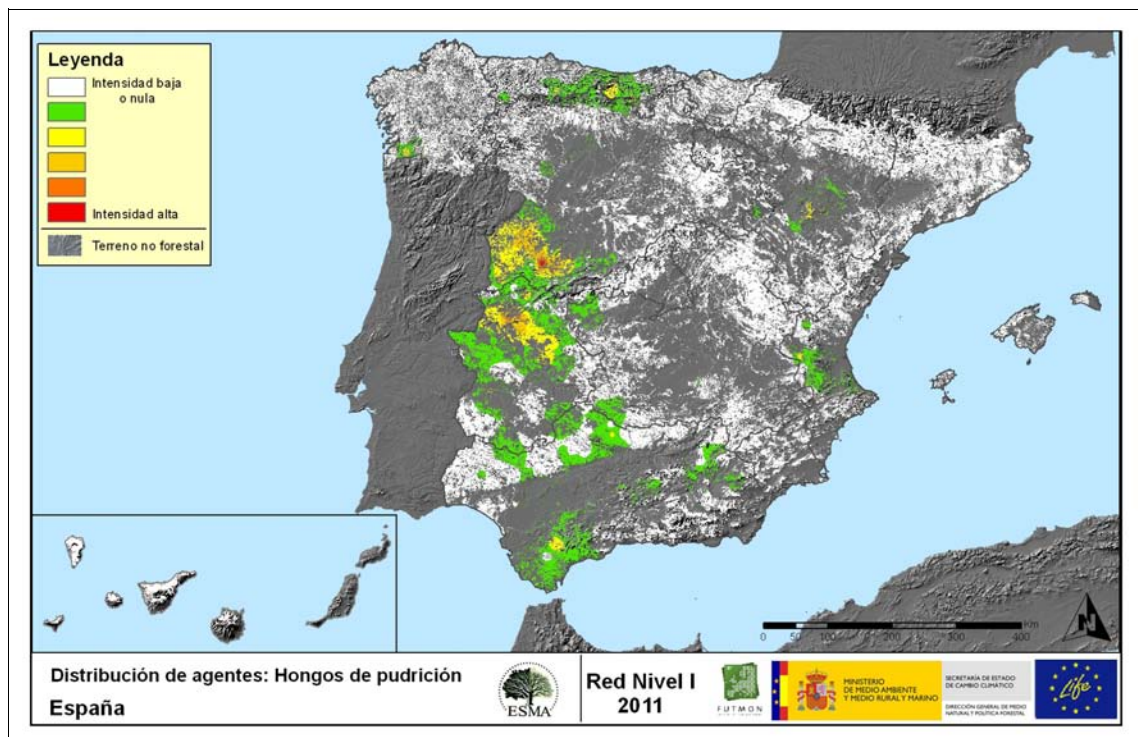 Leyenda
Intensidad baja
o nula
Intensidad alta
Terreno no forestal
Km
0 50 100 200 300 400
N
Distribución de agentes: Hongos de pudrición
España
ESMA
Red Nivel I
2011
FUTMON
MINISTERIO
DE MEDIO AMBIENTE
Y MEDIO RURAL Y MARINO
SECRETARÍA DE ESTADO
DE CAMBIO CLIMÁTICO
DIRECCIÓN GENERAL DE MEDIO
NATURAL Y POLÍTICA FORESTAL
Life